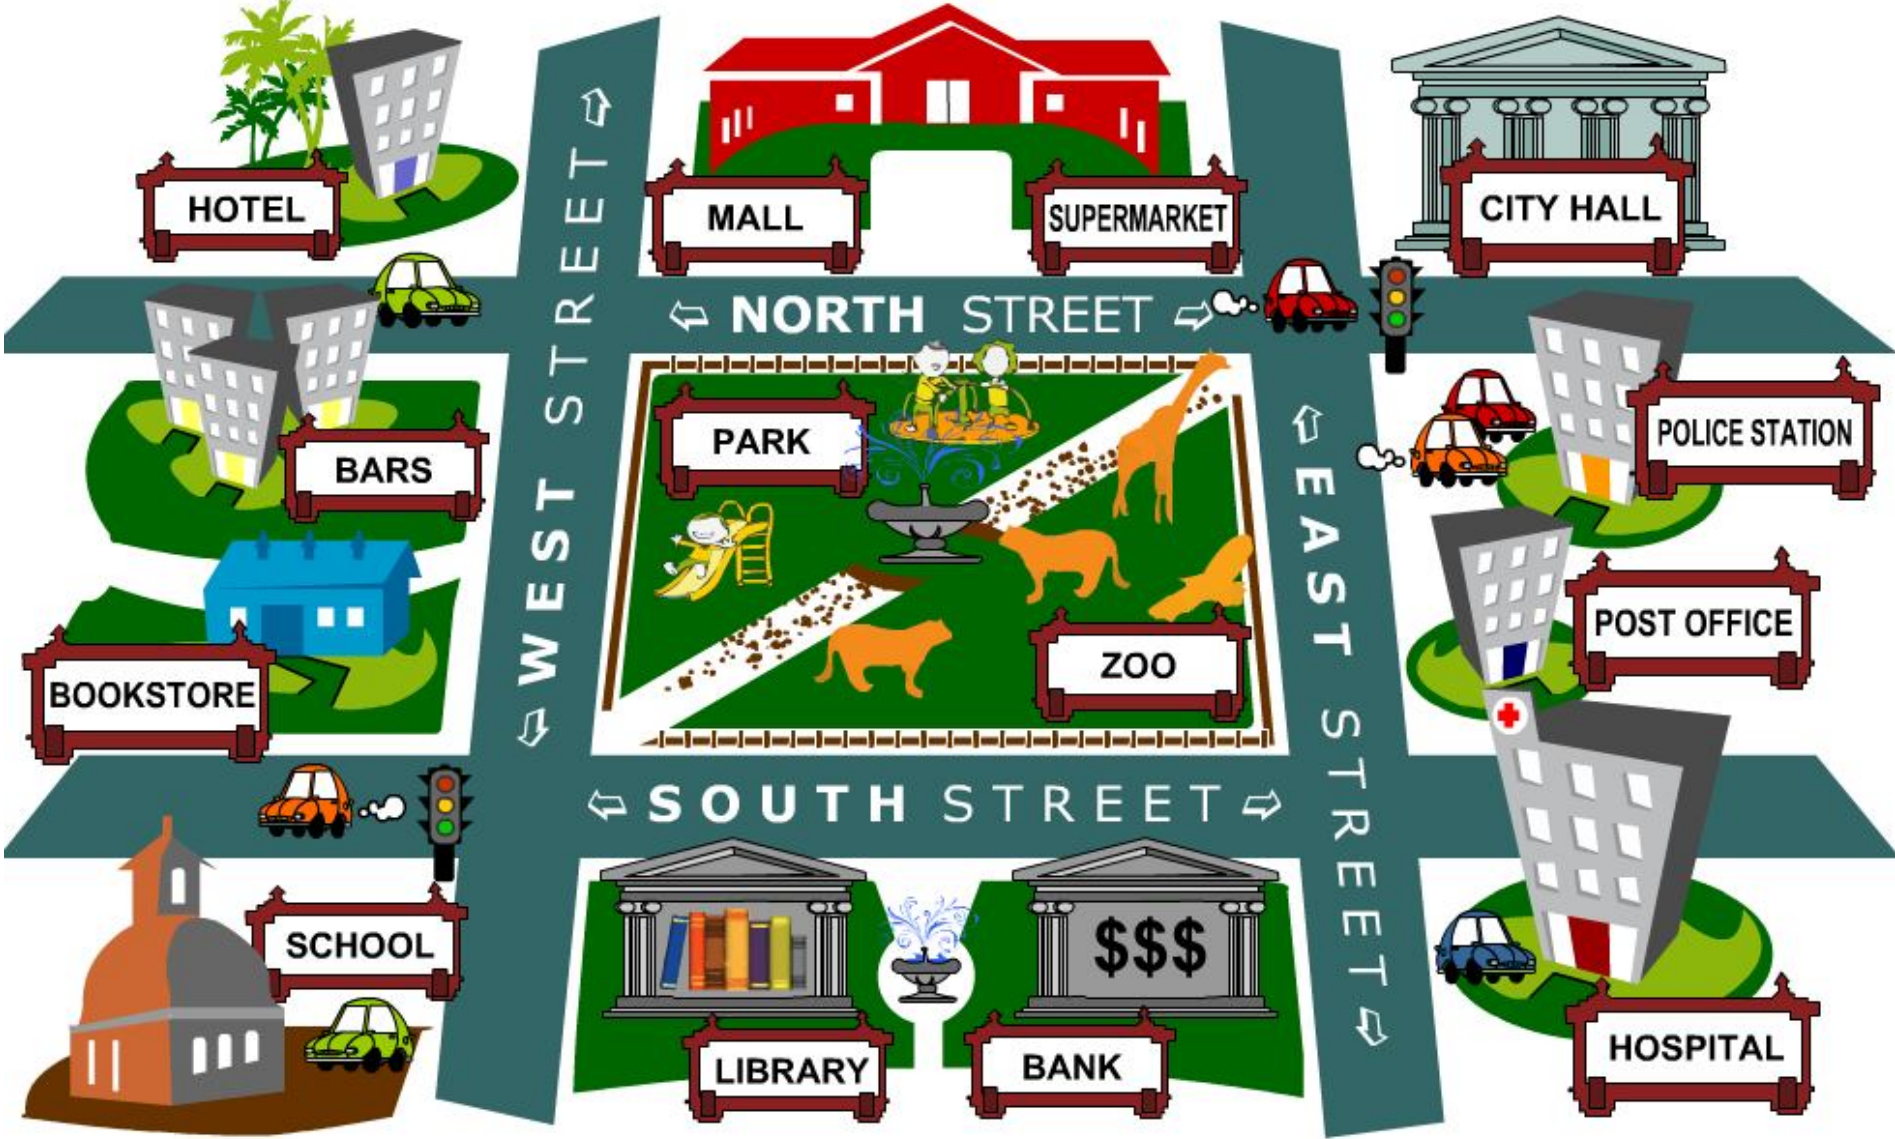 HOTEL
MALL
SUPERMARKET
CITY HALL
NORTH STREET
WEST STREET
EAST STREET
PARK
BARS
POLICE STATION
POST OFFICE
ZOO
BOOKSTORE
SOUTH STREET
$$$
SCHOOL
LIBRARY
BANK
HOSPITAL